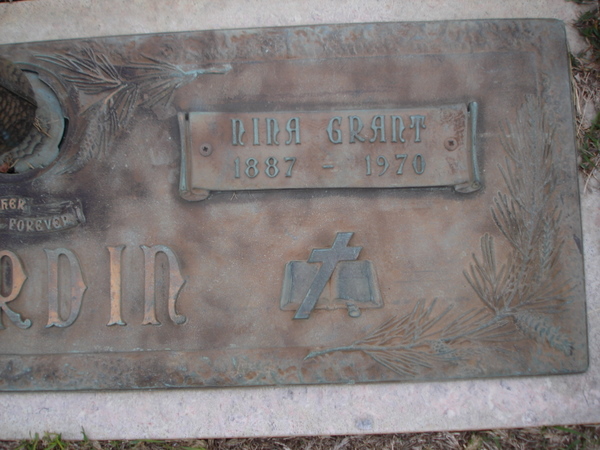 NINA GRANT
1887 - 1970
FOREVER
RDIN